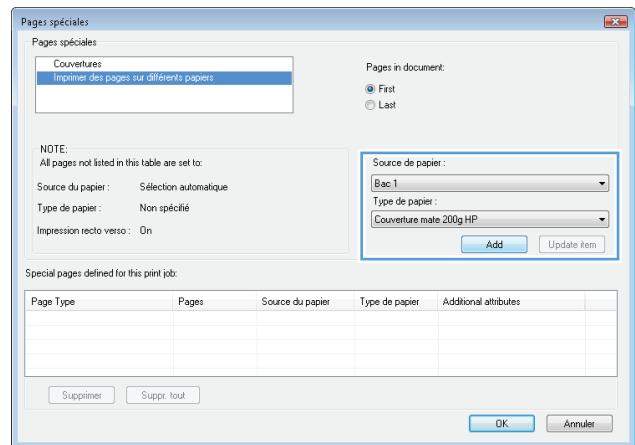 Pages spéciales
Pages spéciales
Couvertures
Imprimer des pages sur différents papiers
Pages in document:
First
Last
NOTE:
All pages not listed in this table are set to:
Source du papier : Sélection automatique
Type de papier : Non spécifié
Impression recto verso : On
Source de papier :
Bac 1
Type de papier :
Couverture mate 200g HP
Add Update item
Special pages defined for this print job:
Page Type Pages Source du papier Type de papier Additional attributes
Supprimer Suppr. tout
OK Annuler